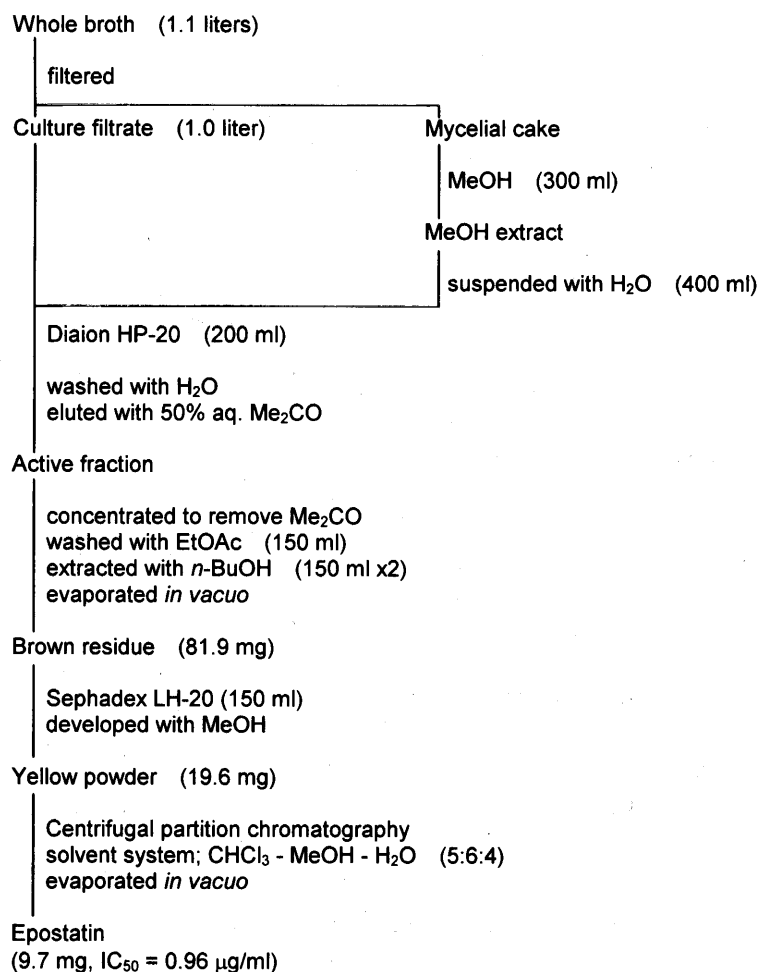 Whole broth (1.1 liters)
filtered
Culture filtrate (1.0 liter)
Mycelial cake
MeOH (300 ml)
MeOH extract
suspended with H₂O (400 ml)
Diaion HP-20 (200 ml)
washed with H₂O
eluted with 50% aq. Me₂CO
Active fraction
concentrated to remove Me₂CO
washed with EtOAc (150 ml)
extracted with n-BuOH (150 ml x2)
evaporated in vacuo
Brown residue (81.9 mg)
Sephadex LH-20 (150 ml)
developed with MeOH
Yellow powder (19.6 mg)
Centrifugal partition chromatography
solvent system; CHCl₃ - MeOH - H₂O (5:6:4)
evaporated in vacuo
Epostatin
(9.7 mg, IC₅₀ = 0.96 µg/ml)